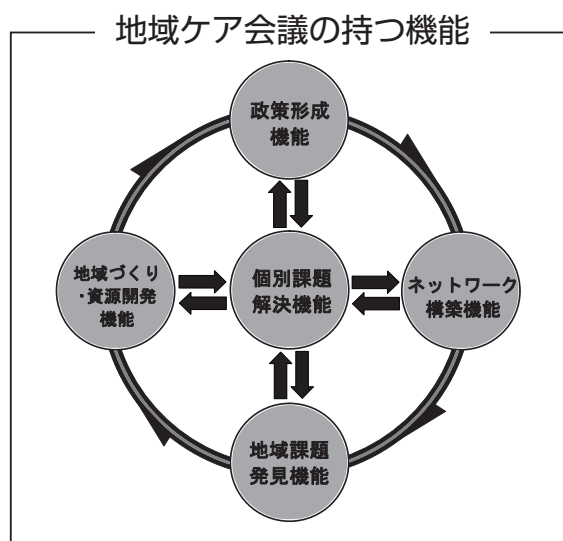 地域ケア会議の持つ機能
政策形成
機能
地域づくり
・資源開発
機能
個別課題
解決機能
ネットワーク
構築機能
地域課題
発見機能